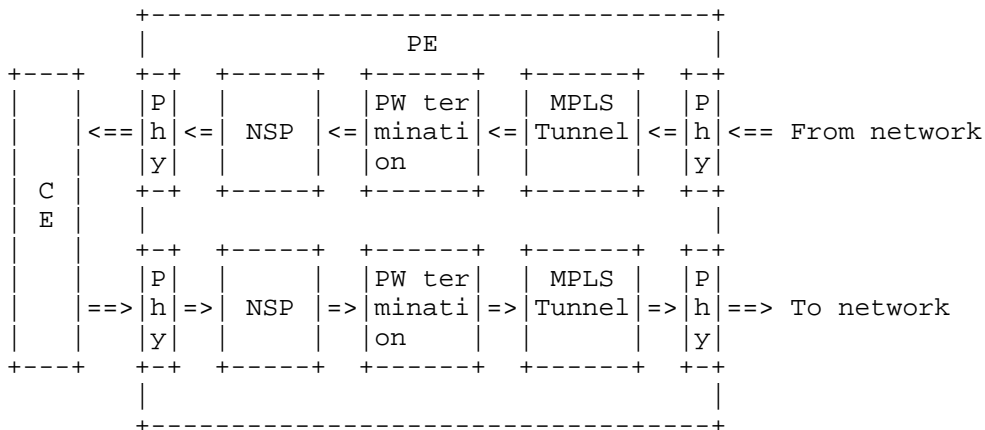 PE
P PW ter MPLS P
h <== <= NSP <= minati <= Tunnel <= h <== From network
y on y
C
E
P PW ter MPLS P
==> h => NSP => minati => Tunnel => h ==> To network
y on y